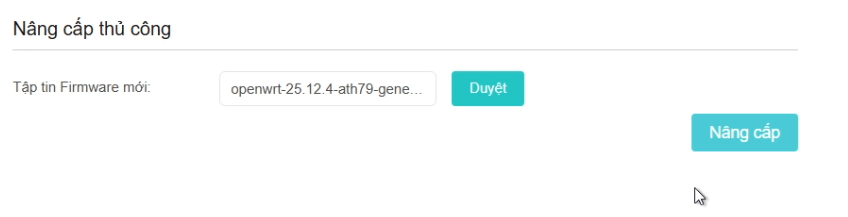 Nâng cấp thủ công
Tập tin Firmware mới: openwrt-25.12.4-ath79-gene... Duyệt
Nâng cấp